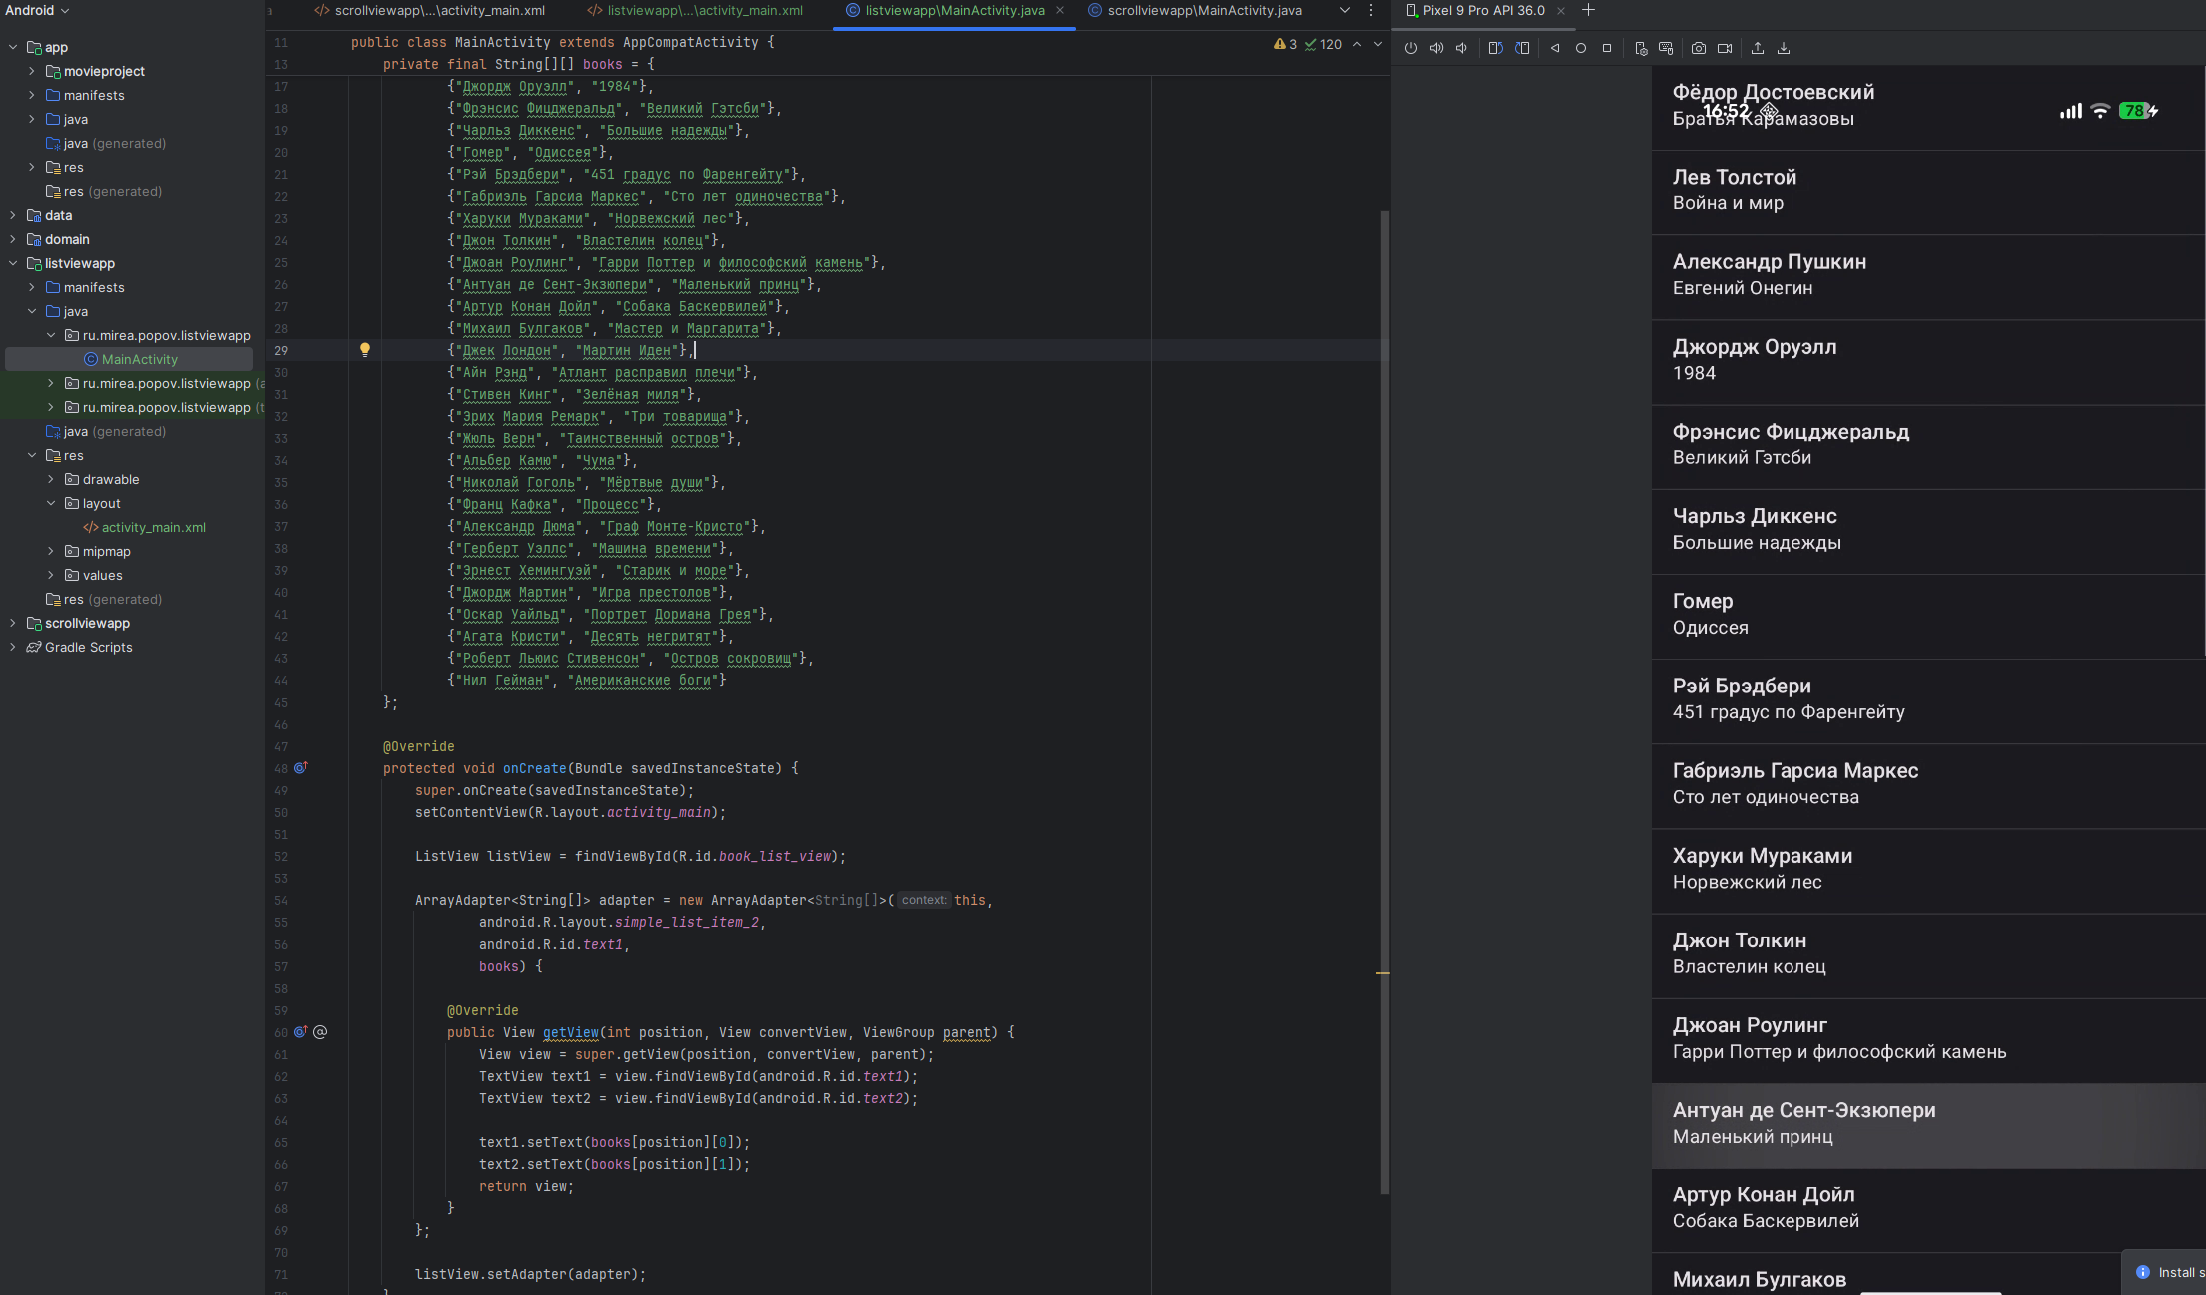 Android
app
movieproject
manifests
java
java (generated)
res
res (generated)
data
domain
listviewapp
manifests
java
ru.mirea.popov.listviewapp
MainActivity
ru.mirea.popov.listviewapp
ru.mirea.popov.listviewapp
java (generated)
res
drawable
layout
activity_main.xml
mipmap
values
res (generated)
scrollviewapp
Gradle Scripts
scrollviewapp\...\activity_main.xml listviewapp\...\activity_main.xml listviewapp\MainActivity.java scrollviewapp\MainActivity.java
3 120
11 public class MainActivity extends AppCompatActivity {
13 private final String[][] books = {
17 {"Джордж Оруэлл", "1984"},
18 {"Фрэнсис Фицджеральд", "Великий Гэтсби"},
19 {"Чарльз Диккенс", "Большие надежды"},
20 {"Гомер", "Одиссея"},
21 {"Рэй Брэдбери", "451 градус по Фаренгейту"},
22 {"Габриэль Гарсиа Маркес", "Сто лет одиночества"},
23 {"Харуки Мураками", "Норвежский лес"},
24 {"Джон Толкин", "Властелин колец"},
25 {"Джоан Роулинг", "Гарри Поттер и философский камень"},
26 {"Антуан де Сент-Экзюпери", "Маленький принц"},
27 {"Артур Конан Дойл", "Собака Баскервилей"},
28 {"Михаил Булгаков", "Мастер и Маргарита"},
29 {"Джек Лондон", "Мартин Иден"},
30 {"Айн Рэнд", "Атлант расправил плечи"},
31 {"Стивен Кинг", "Зелёная миля"},
32 {"Эрих Мария Ремарк", "Три товарища"},
33 {"Жюль Верн", "Таинственный остров"},
34 {"Альбер Камю", "Чума"},
35 {"Николай Гоголь", "Мёртвые души"},
36 {"Франц Кафка", "Процесс"},
37 {"Александр Дюма", "Граф Монте-Кристо"},
38 {"Герберт Уэллс", "Машина времени"},
39 {"Эрнест Хемингуэй", "Старик и море"},
40 {"Джордж Мартин", "Игра престолов"},
41 {"Оскар Уайльд", "Портрет Дориана Грея"},
42 {"Агата Кристи", "Десять негритят"},
43 {"Роберт Льюис Стивенсон", "Остров сокровищ"},
44 {"Нил Гейман", "Американские боги"}
45 };
46
47 @Override
48 protected void onCreate(Bundle savedInstanceState) {
49 super.onCreate(savedInstanceState);
50 setContentView(R.layout.activity_main);
51
52 ListView listView = findViewById(R.id.book_list_view);
53
54 ArrayAdapter<String[]> adapter = new ArrayAdapter<String[]>( context: this,
55 android.R.layout.simple_list_item_2,
56 android.R.id.text1,
57 books) {
58
59 @Override
60 public View getView(int position, View convertView, ViewGroup parent) {
61 View view = super.getView(position, convertView, parent);
62 TextView text1 = view.findViewById(android.R.id.text1);
63 TextView text2 = view.findViewById(android.R.id.text2);
64
65 text1.setText(books[position][0]);
66 text2.setText(books[position][1]);
67 return view;
68 }
69 };
70
71 listView.setAdapter(adapter);
Pixel 9 Pro API 36.0
Фёдор Достоевский
16:52 78
Братья Карамазовы
Лев Толстой
Война и мир
Александр Пушкин
Евгений Онегин
Джордж Оруэлл
1984
Фрэнсис Фицджеральд
Великий Гэтсби
Чарльз Диккенс
Большие надежды
Гомер
Одиссея
Рэй Брэдбери
451 градус по Фаренгейту
Габриэль Гарсиа Маркес
Сто лет одиночества
Харуки Мураками
Норвежский лес
Джон Толкин
Властелин колец
Джоан Роулинг
Гарри Поттер и философский камень
Антуан де Сент-Экзюпери
Маленький принц
Артур Конан Дойл
Собака Баскервилей
Михаил Булгаков
Install